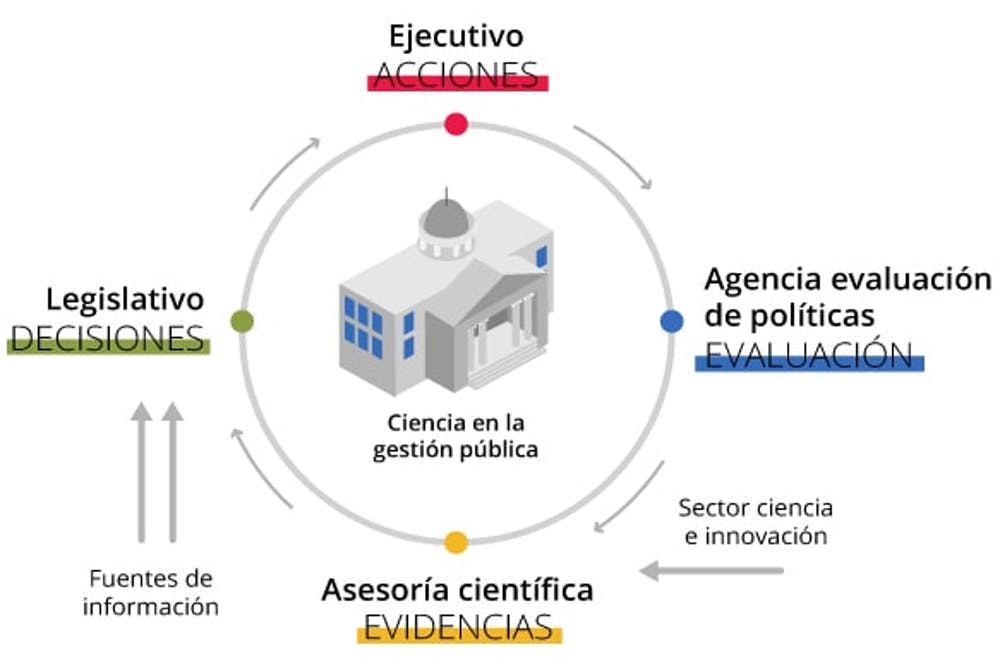 Ejecutivo
ACCIONES
Agencia evaluación
de políticas
EVALUACIÓN
Legislativo
DECISIONES
Ciencia en la
gestión pública
Sector ciencia
e innovación
Fuentes de
información
Asesoría científica
EVIDENCIAS